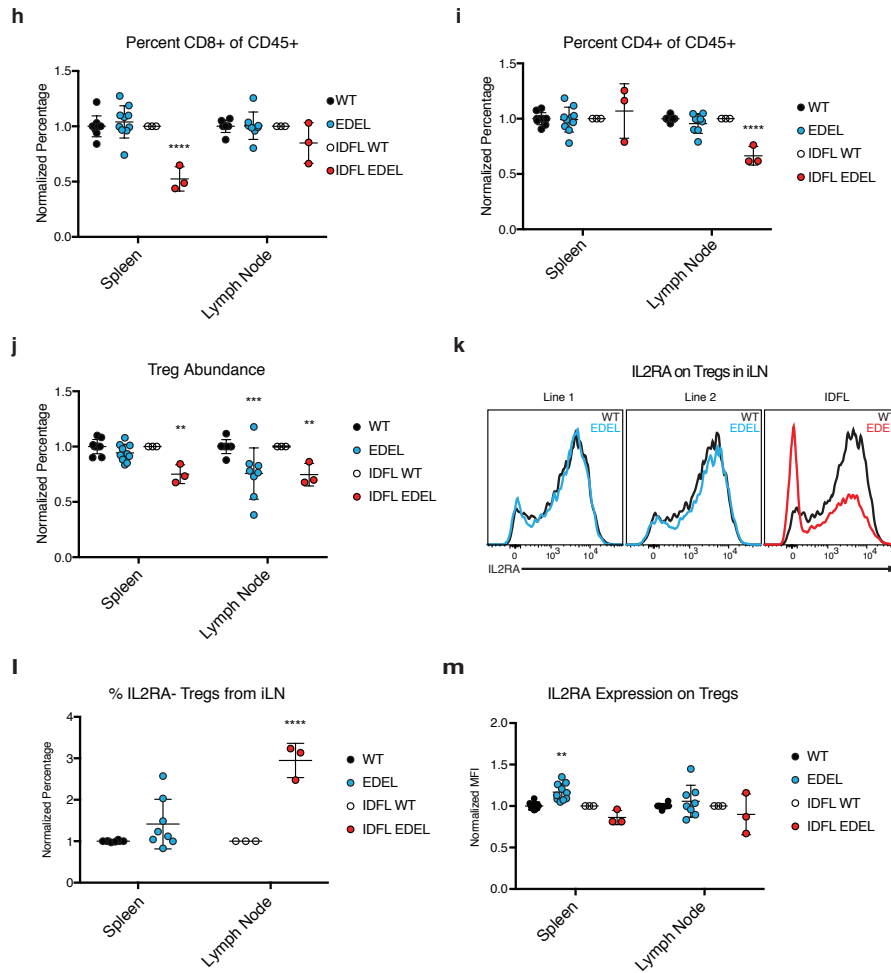 h
Percent CD8+ of CD45+
Normalized Percentage
1.5
1.0
0.5
0.0
****
Spleen
Lymph Node
WT
EDEL
IDFL WT
IDFL EDEL
i
Percent CD4+ of CD45+
Normalized Percentage
1.5
1.0
0.5
0.0
****
Spleen
Lymph Node
WT
EDEL
IDFL WT
IDFL EDEL
j
Treg Abundance
Normalized Percentage
1.5
1.0
0.5
0.0
**
***
**
Spleen
Lymph Node
WT
EDEL
IDFL WT
IDFL EDEL
k
IL2RA on Tregs in iLN
Line 1
Line 2
IDFL
WT
EDEL
WT
EDEL
WT
EDEL
0 10³ 10⁴
0 10³ 10⁴
0 10³ 10⁴
IL2RA
l
% IL2RA- Tregs from iLN
Normalized Percentage
4
3
2
1
0
****
Spleen
Lymph Node
WT
EDEL
IDFL WT
IDFL EDEL
m
IL2RA Expression on Tregs
Normalized MFI
2.0
1.5
1.0
0.5
0.0
**
Spleen
Lymph Node
WT
EDEL
IDFL WT
IDFL EDEL